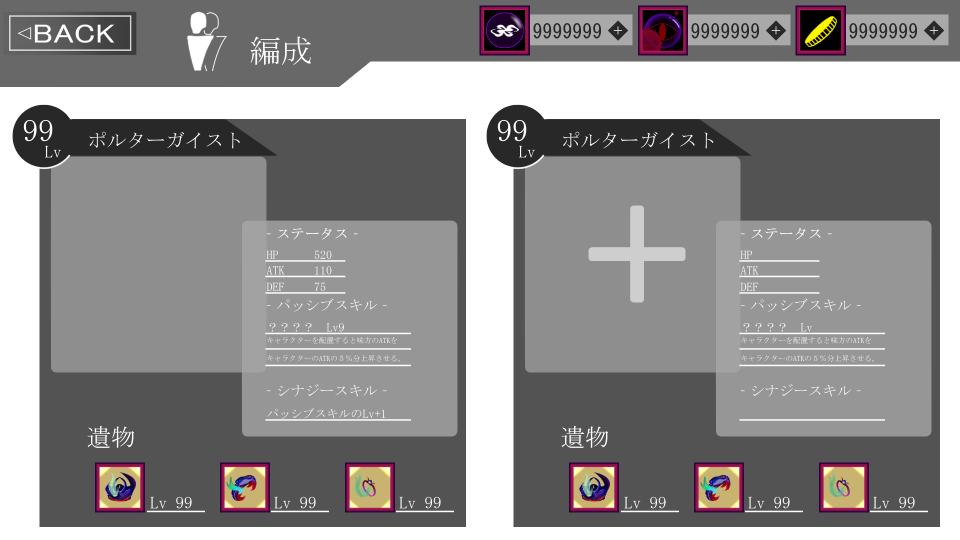 ◁BACK
編成
9999999
9999999
9999999
99
Lv
ポルターガイスト
- ステータス -
HP 520
ATK 110
DEF 75
- パッシブスキル -
???? Lv9
キャラクターを配置すると味方のATKを
キャラクターのATKの5%分上昇させる。
- シナジースキル -
パッシブスキルのLv+1
遺物
Lv 99
Lv 99
Lv 99
99
Lv
ポルターガイスト
- ステータス -
HP
ATK
DEF
- パッシブスキル -
???? Lv
キャラクターを配置すると味方のATKを
キャラクターのATKの5%分上昇させる。
- シナジースキル -
遺物
Lv 99
Lv 99
Lv 99